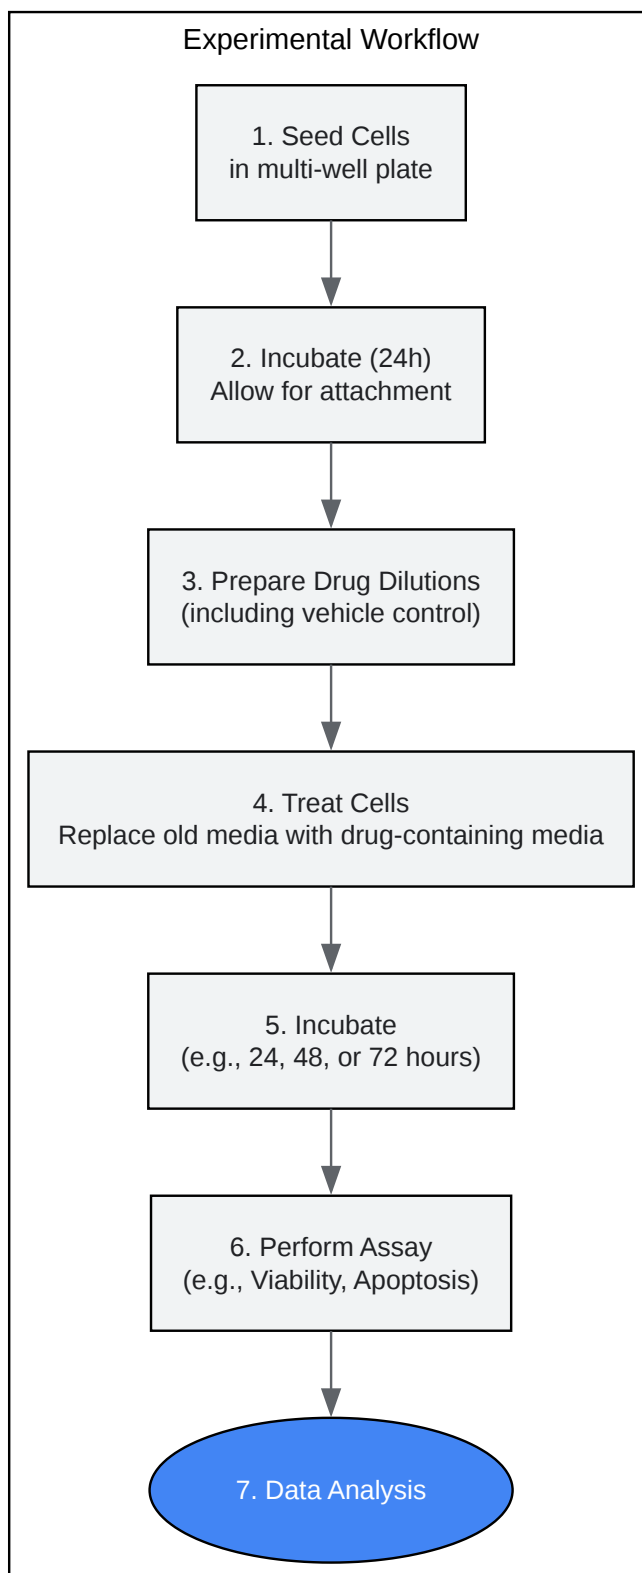 Experimental Workflow
1. Seed Cells
in multi-well plate
2. Incubate (24h)
Allow for attachment
3. Prepare Drug Dilutions
(including vehicle control)
4. Treat Cells
Replace old media with drug-containing media
5. Incubate
(e.g., 24, 48, or 72 hours)
6. Perform Assay
(e.g., Viability, Apoptosis)
7. Data Analysis